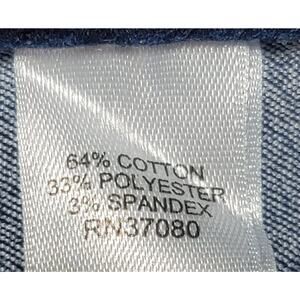 64% COTTON
33% POLYESTER
3% SPANDEX
RN37080